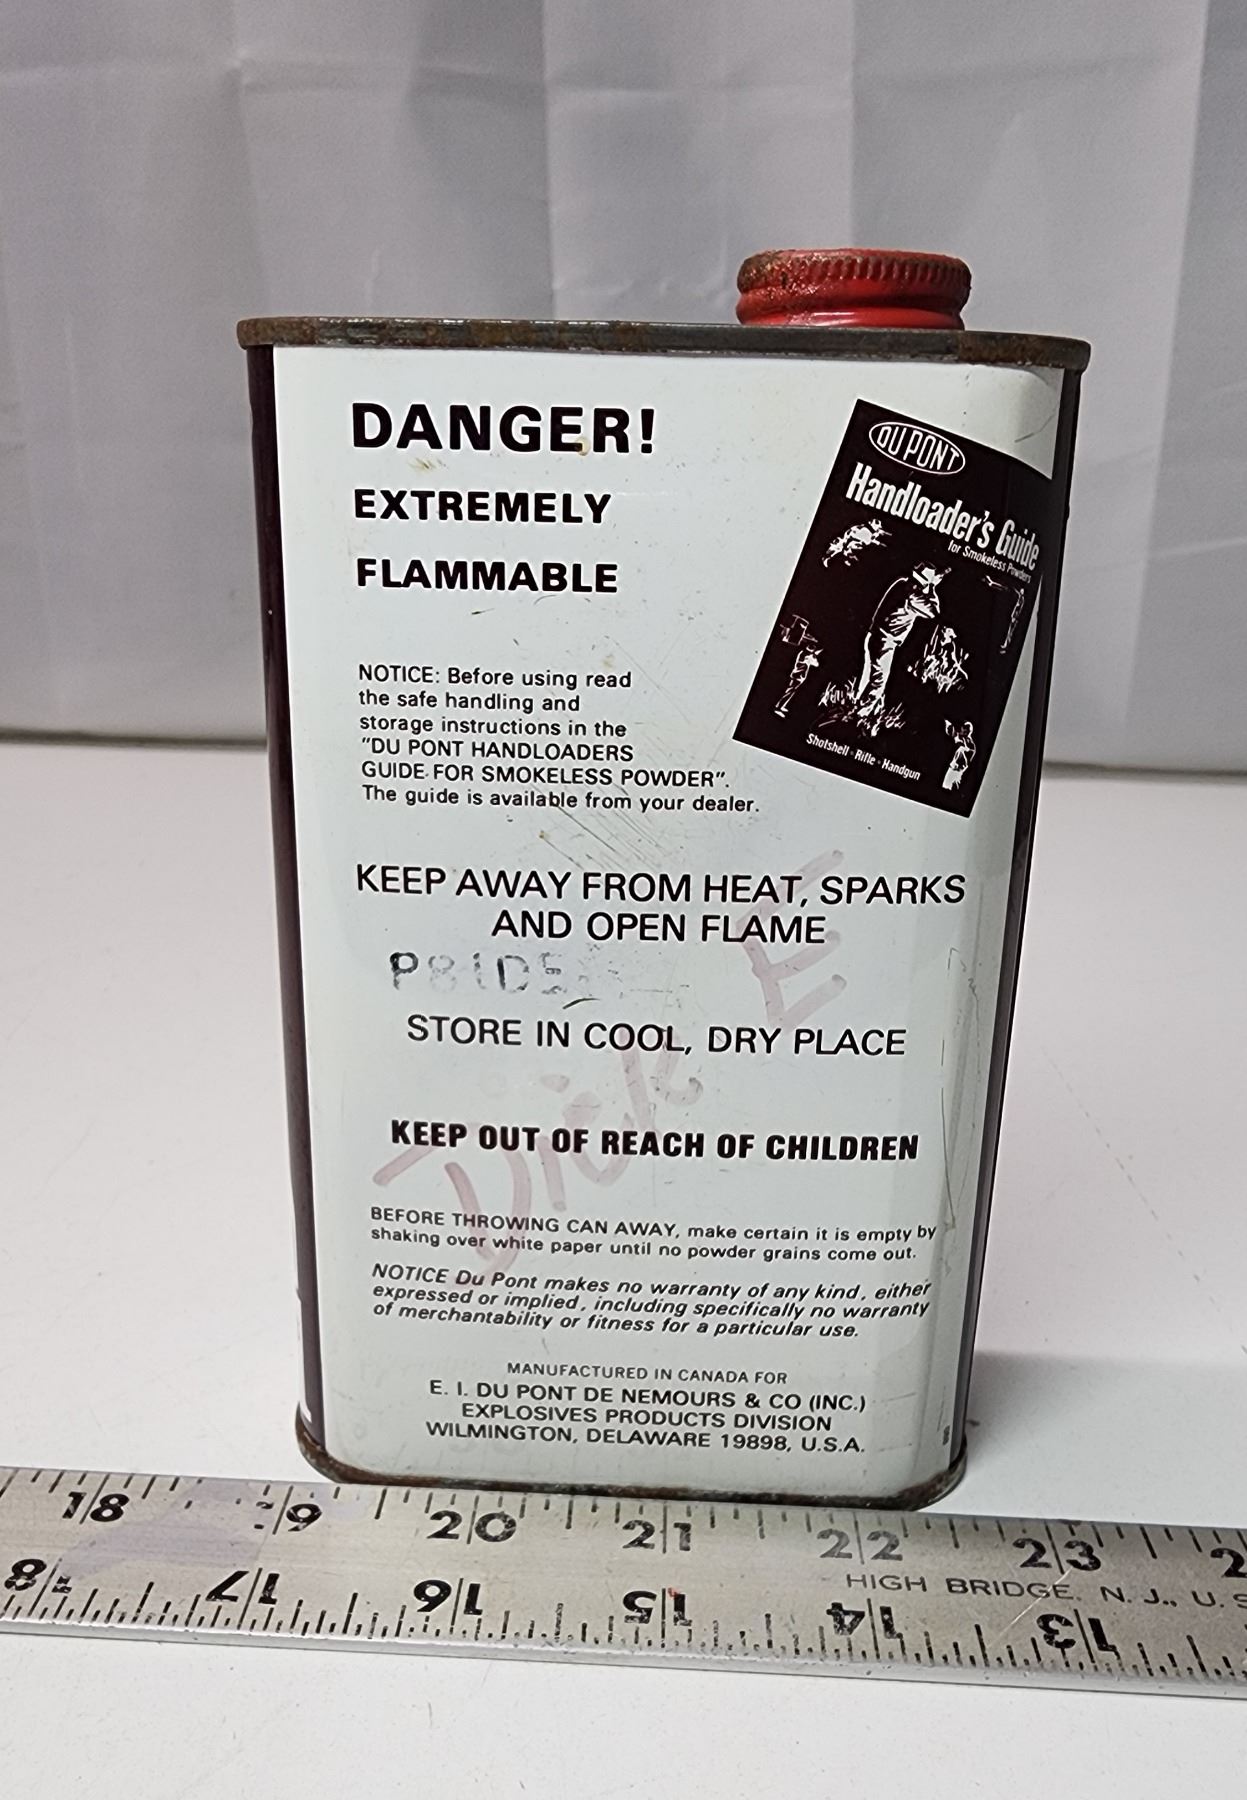 DANGER!
EXTREMELY
FLAMMABLE
DU PONT
Handloader's Guide
for Smokeless Powders
Shotshell · Rifle · Handgun
NOTICE: Before using read
the safe handling and
storage instructions in the
"DU PONT HANDLOADERS
GUIDE FOR SMOKELESS POWDER".
The guide is available from your dealer.
KEEP AWAY FROM HEAT, SPARKS
AND OPEN FLAME
STORE IN COOL, DRY PLACE
Dick E
KEEP OUT OF REACH OF CHILDREN
BEFORE THROWING CAN AWAY, make certain it is empty by
shaking over white paper until no powder grains come out.
NOTICE Du Pont makes no warranty of any kind, either
expressed or implied, including specifically no warranty
of merchantability or fitness for a particular use.
MANUFACTURED IN CANADA FOR
E. I. DU PONT DE NEMOURS & CO (INC.)
EXPLOSIVES PRODUCTS DIVISION
WILMINGTON, DELAWARE 19898, U.S.A.
18 19 20 21 22 23
HIGH BRIDGE, N. J., U.S
18 17 16 15 14 13